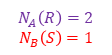 N_A(R) = 2
N_B(S) = 1